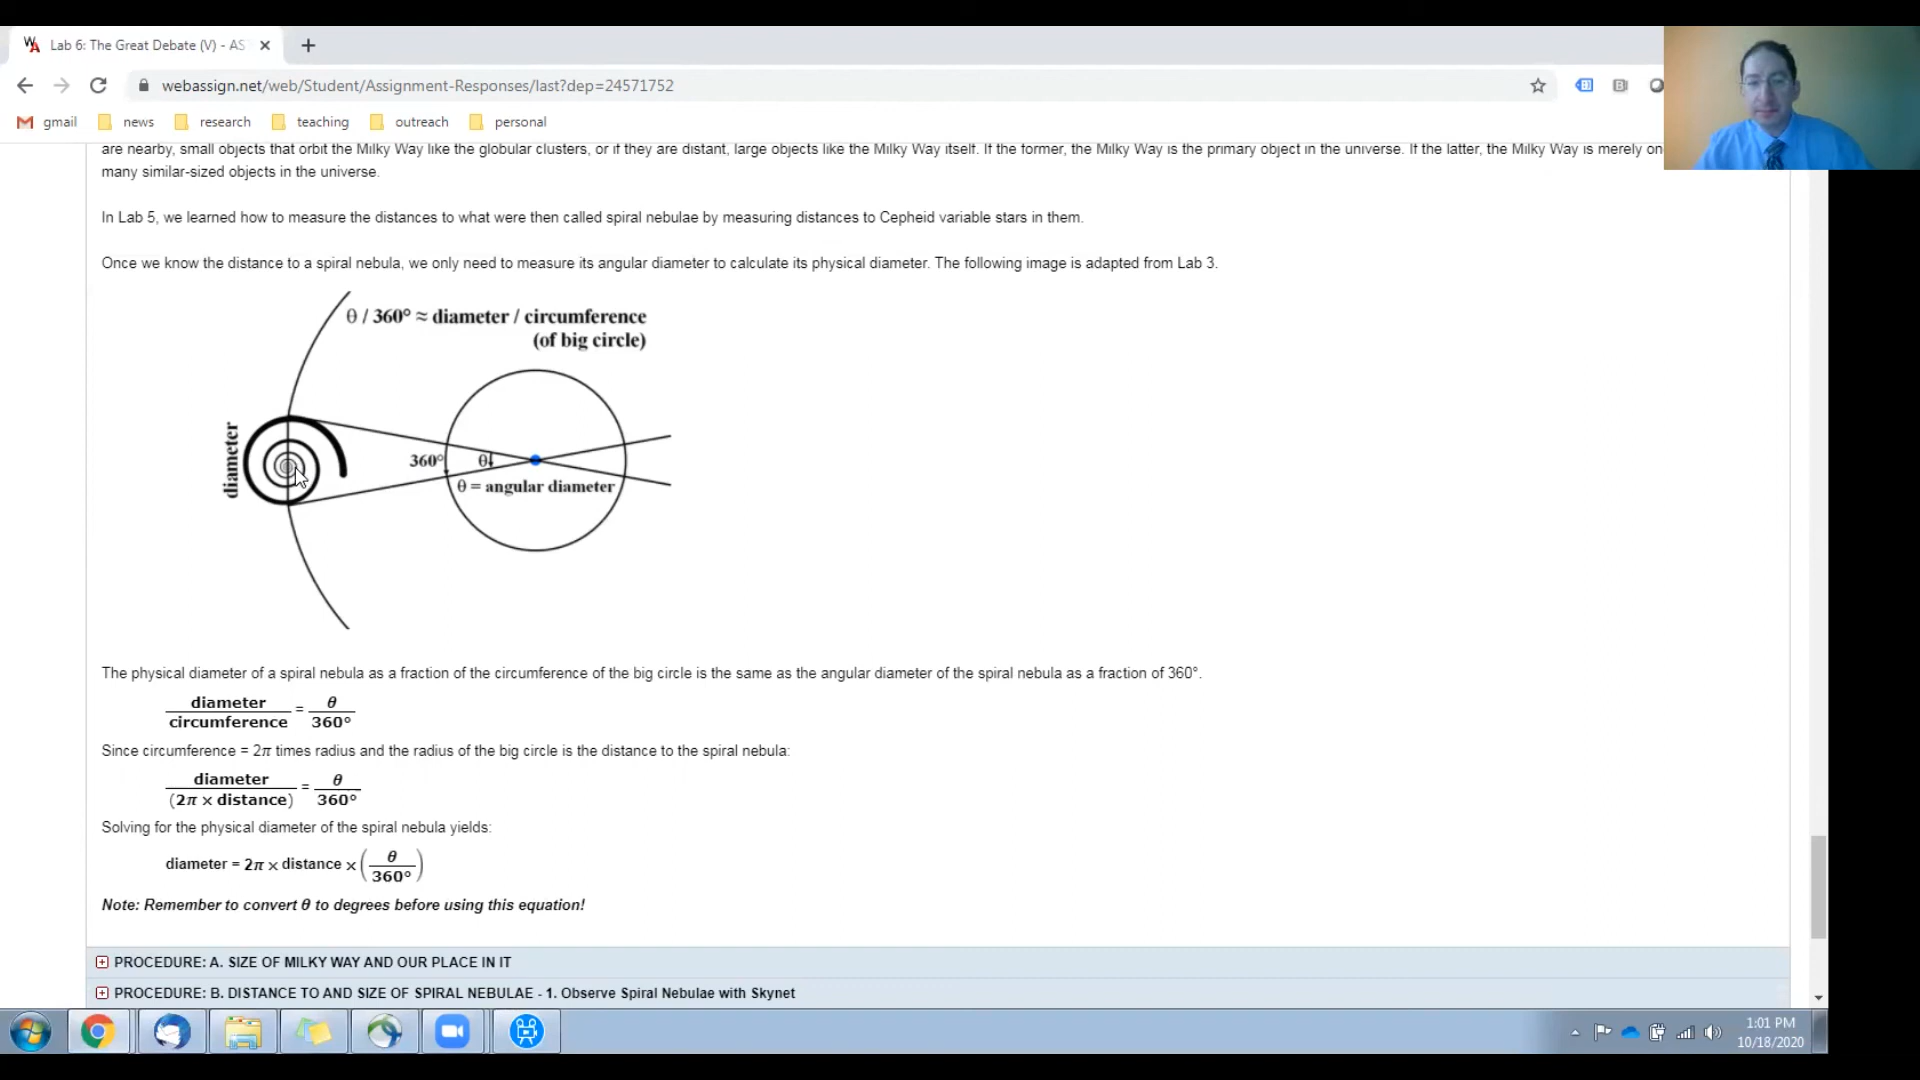 Lab 6: The Great Debate (V) - AS
webassign.net/web/Student/Assignment-Responses/last?dep=24571752
gmail news research teaching outreach personal
are nearby, small objects that orbit the Milky Way like the globular clusters, or if they are distant, large objects like the Milky Way itself. If the former, the Milky Way is the primary object in the universe. If the latter, the Milky Way is merely
many similar-sized objects in the universe.
In Lab 5, we learned how to measure the distances to what were then called spiral nebulae by measuring distances to Cepheid variable stars in them.
Once we know the distance to a spiral nebula, we only need to measure its angular diameter to calculate its physical diameter. The following image is adapted from Lab 3.
θ / 360° ≈ diameter / circumference
(of big circle)
diameter
360° θ
θ = angular diameter
The physical diameter of a spiral nebula as a fraction of the circumference of the big circle is the same as the angular diameter of the spiral nebula as a fraction of 360°.
diameter / circumference = θ / 360°
Since circumference = 2π times radius and the radius of the big circle is the distance to the spiral nebula:
diameter / (2π x distance) = θ / 360°
Solving for the physical diameter of the spiral nebula yields:
diameter = 2π x distance x (θ / 360°)
Note: Remember to convert θ to degrees before using this equation!
PROCEDURE: A. SIZE OF MILKY WAY AND OUR PLACE IN IT
PROCEDURE: B. DISTANCE TO AND SIZE OF SPIRAL NEBULAE - 1. Observe Spiral Nebulae with Skynet
1:01 PM
10/18/2020